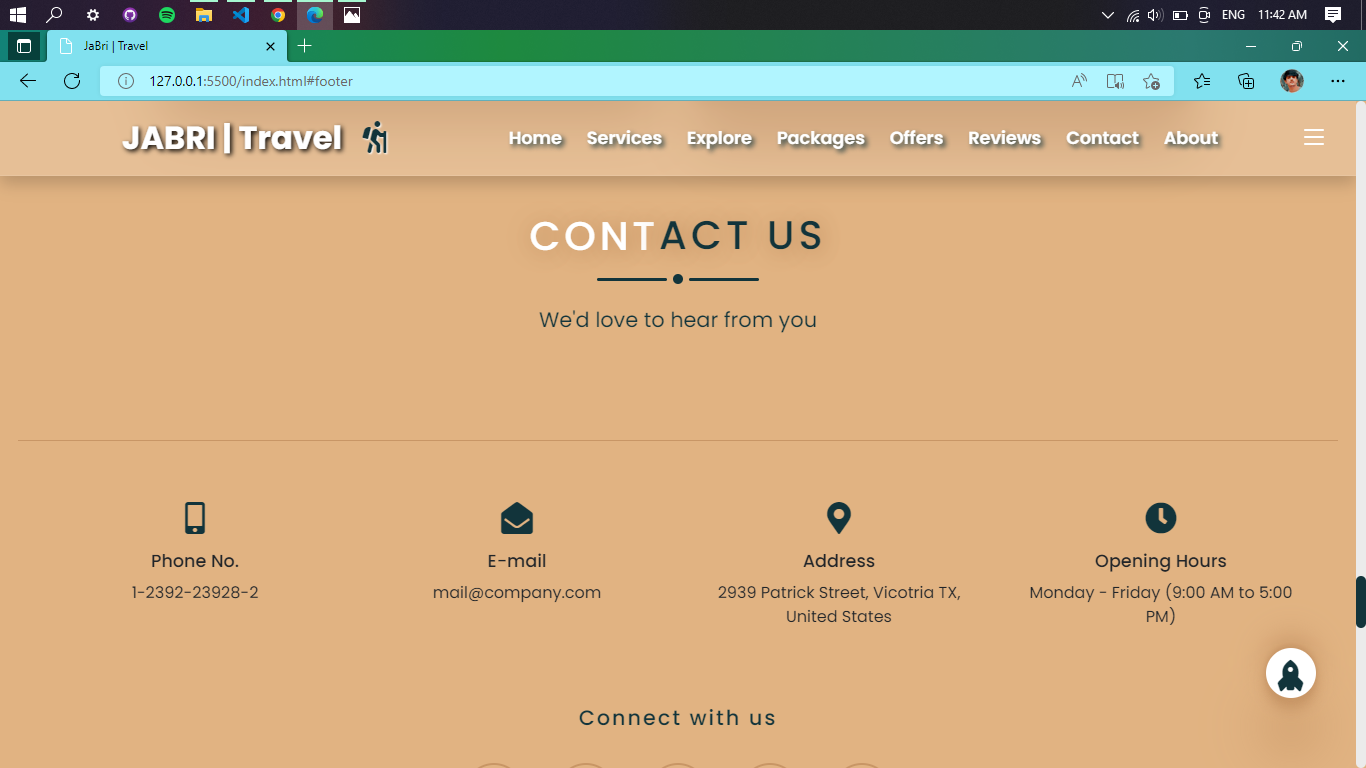 ENG 11:42 AM
JaBri | Travel
127.0.0.1:5500/index.html#footer
JABRI | Travel
Home Services Explore Packages Offers Reviews Contact About
CONTACT US
We'd love to hear from you
Phone No. E-mail Address Opening Hours
1-2392-23928-2 mail@company.com 2939 Patrick Street, Vicotria TX, Monday - Friday (9:00 AM to 5:00
United States PM)
Connect with us